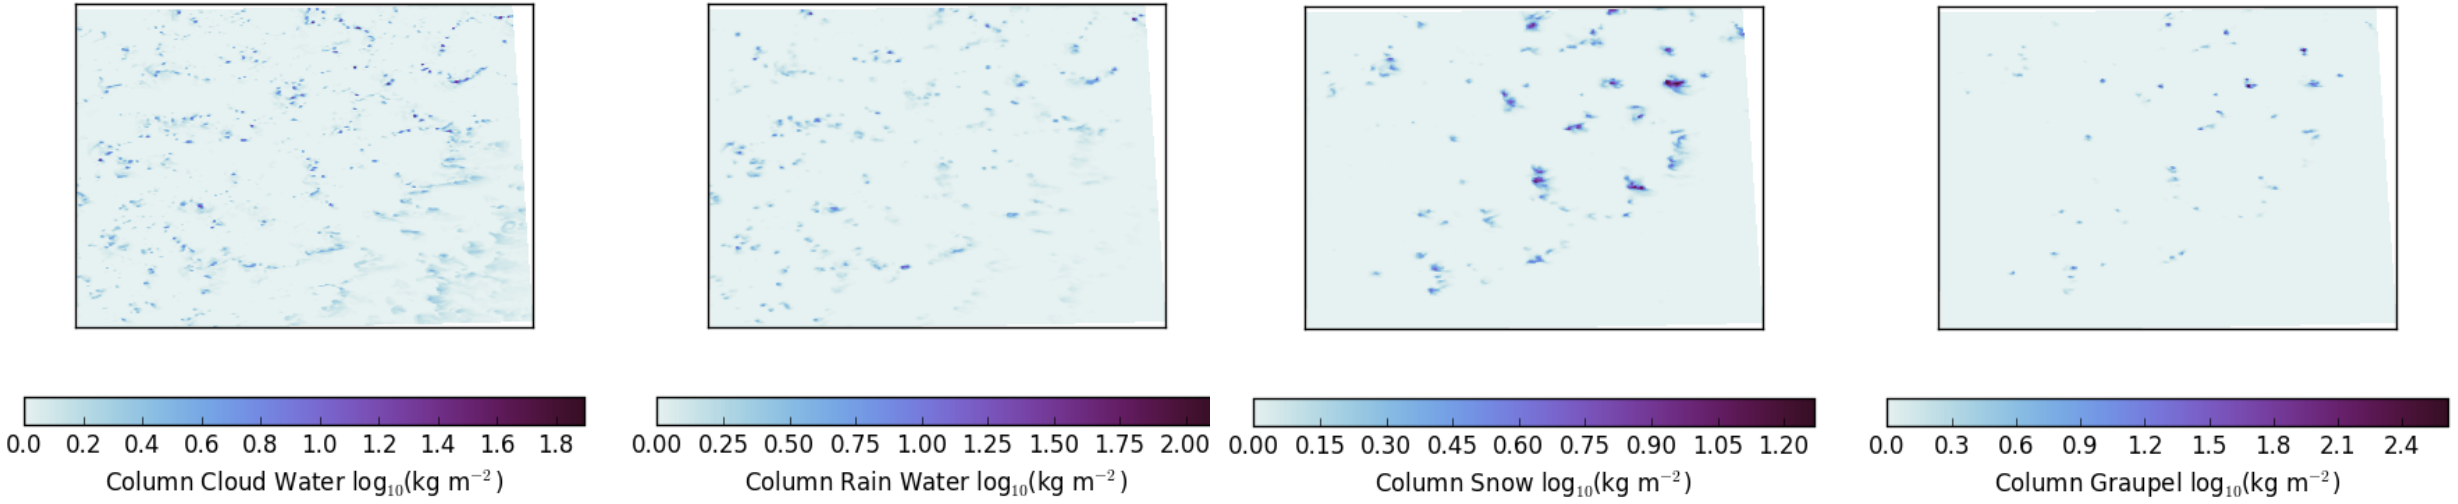 0.0 0.2 0.4 0.6 0.8 1.0 1.2 1.4 1.6 1.8
Column Cloud Water log₁₀(kg m⁻²)
0.00 0.25 0.50 0.75 1.00 1.25 1.50 1.75 2.00
Column Rain Water log₁₀(kg m⁻²)
0.00 0.15 0.30 0.45 0.60 0.75 0.90 1.05 1.20
Column Snow log₁₀(kg m⁻²)
0.0 0.3 0.6 0.9 1.2 1.5 1.8 2.1 2.4
Column Graupel log₁₀(kg m⁻²)